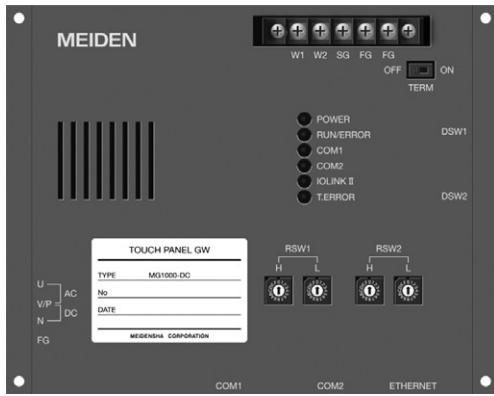 MEIDEN
W1 W2 SG FG FG
OFF ON
TERM
POWER
RUN/ERROR
COM1
COM2
IOLINK II
T.ERROR
DSW1
DSW2
TOUCH PANEL GW
TYPE MG1000-DC
No
DATE
MEIDENSHA CORPORATION
RSW1 RSW2
H L H L
U
V/P
N
AC
DC
FG
COM1 COM2 ETHERNET